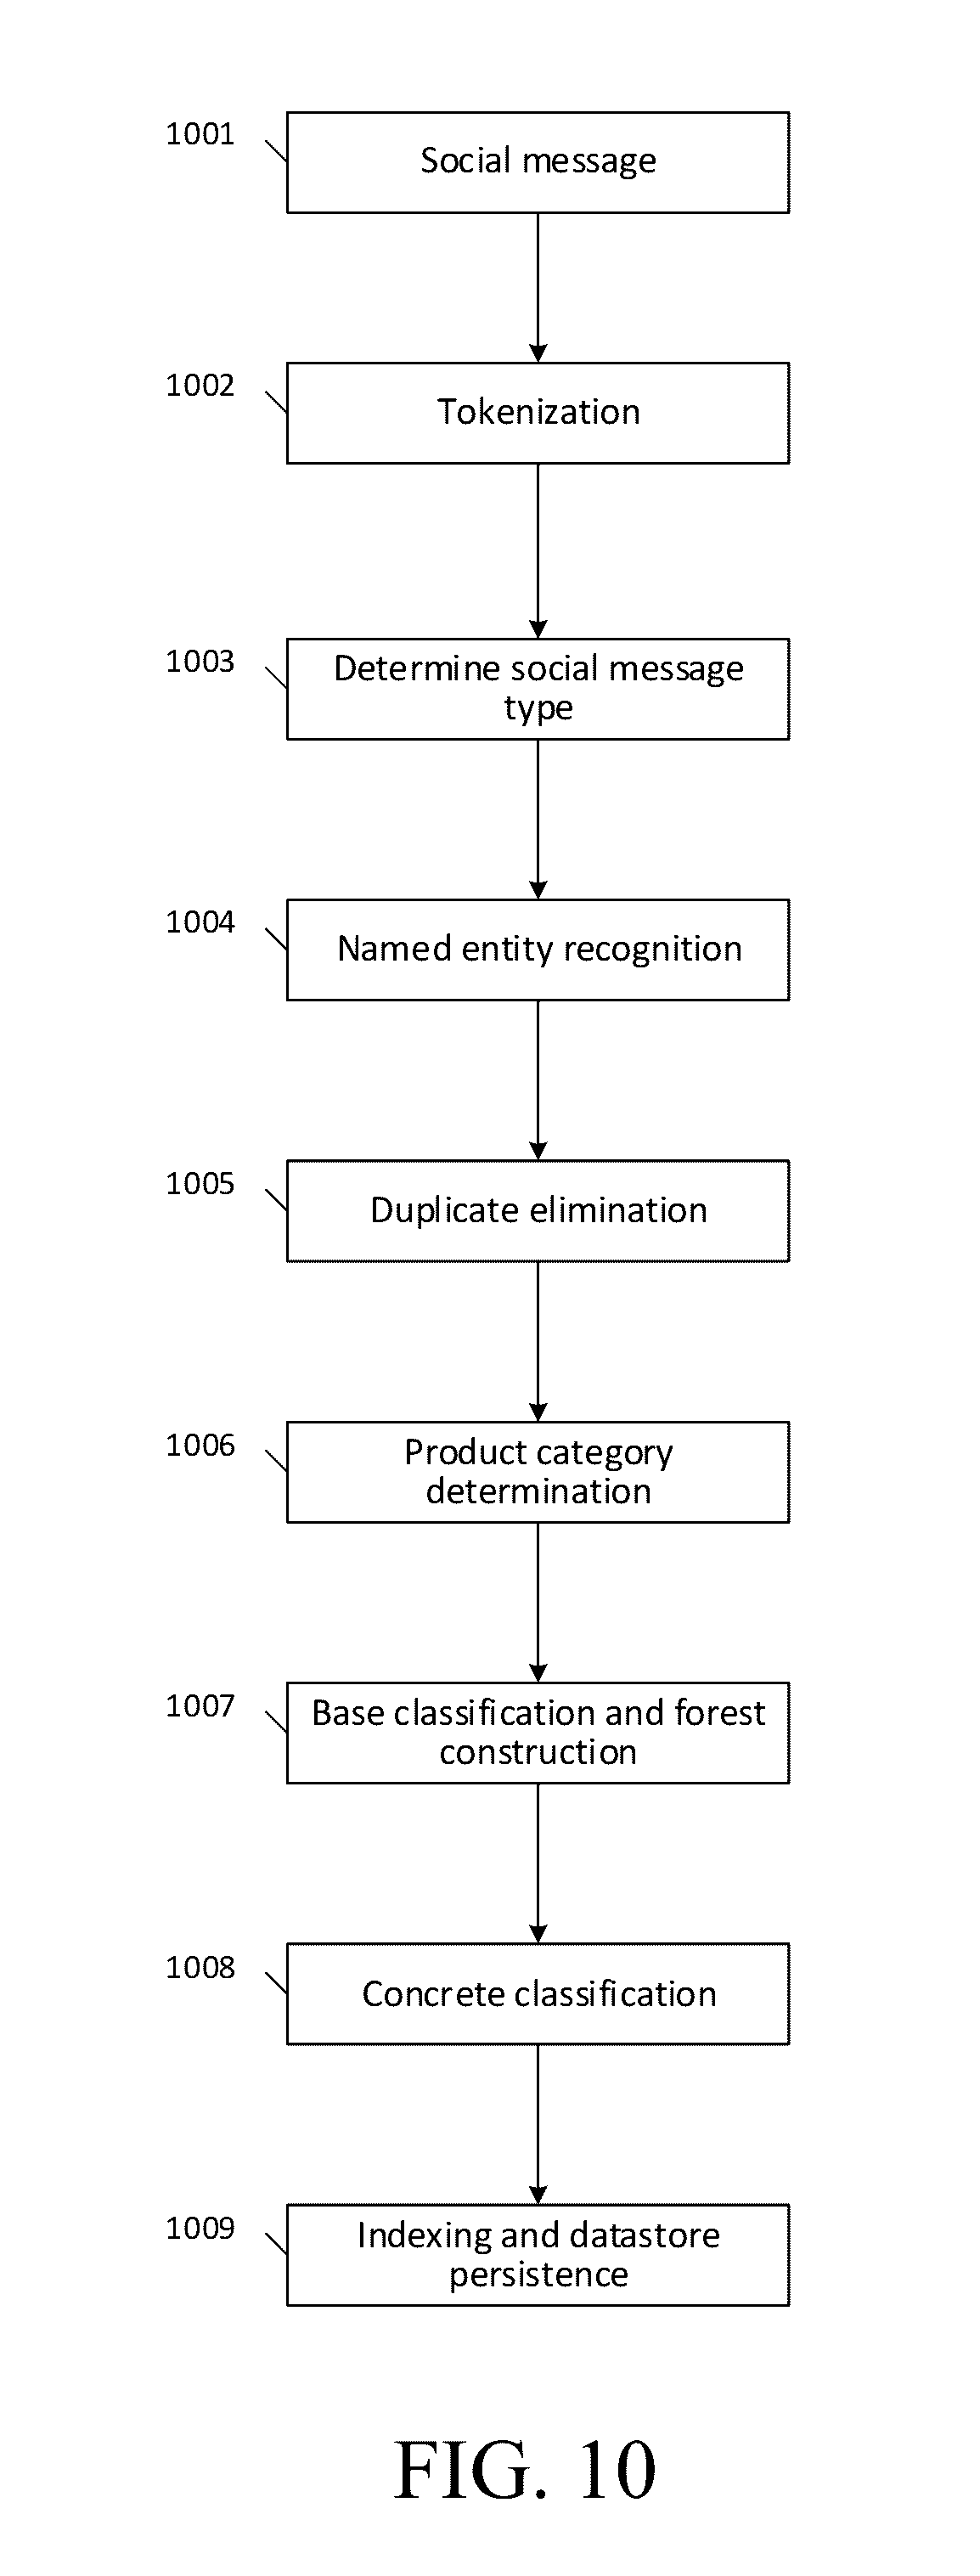 1001
Social message
1002
Tokenization
1003
Determine social message
type
1004
Named entity recognition
1005
Duplicate elimination
1006
Product category
determination
1007
Base classification and forest
construction
1008
Concrete classification
1009
Indexing and datastore
persistence
FIG. 10